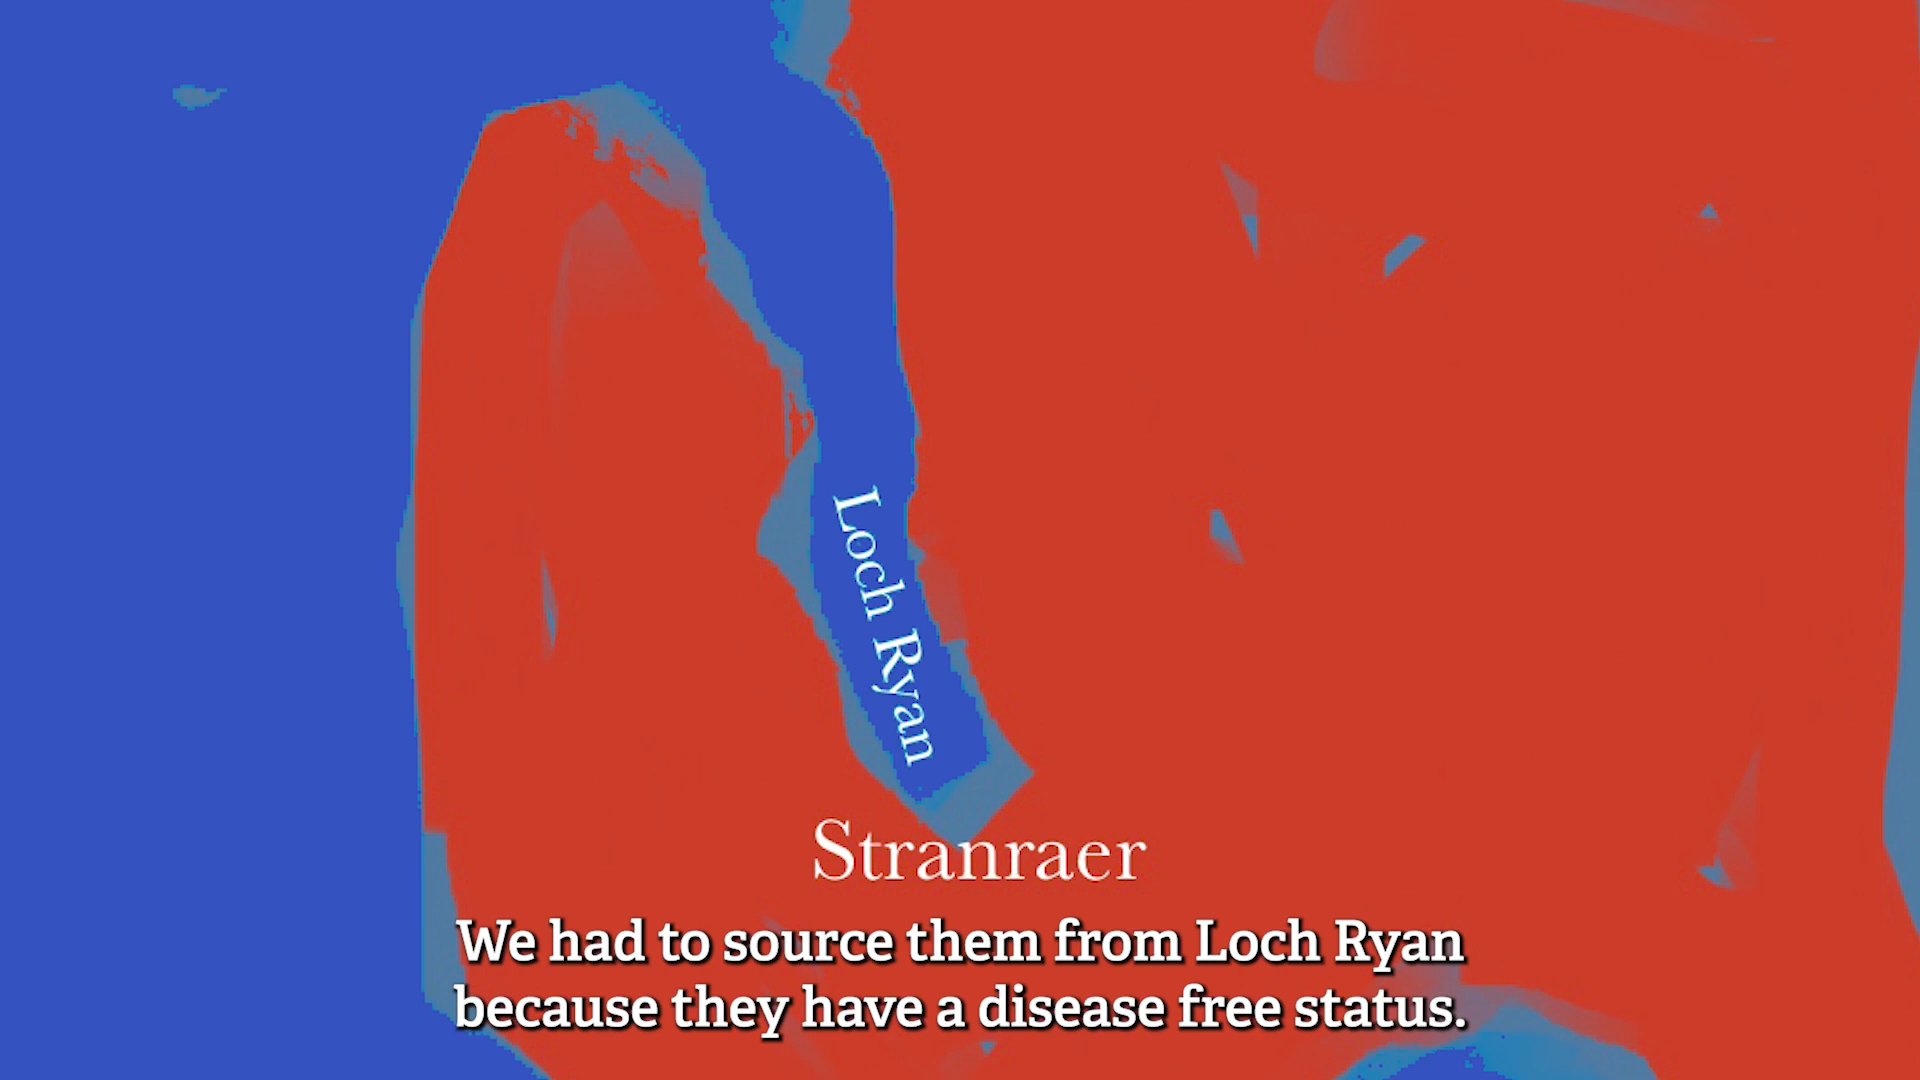 Loch Ryan
Stranraer
We had to source them from Loch Ryan
because they have a disease free status.